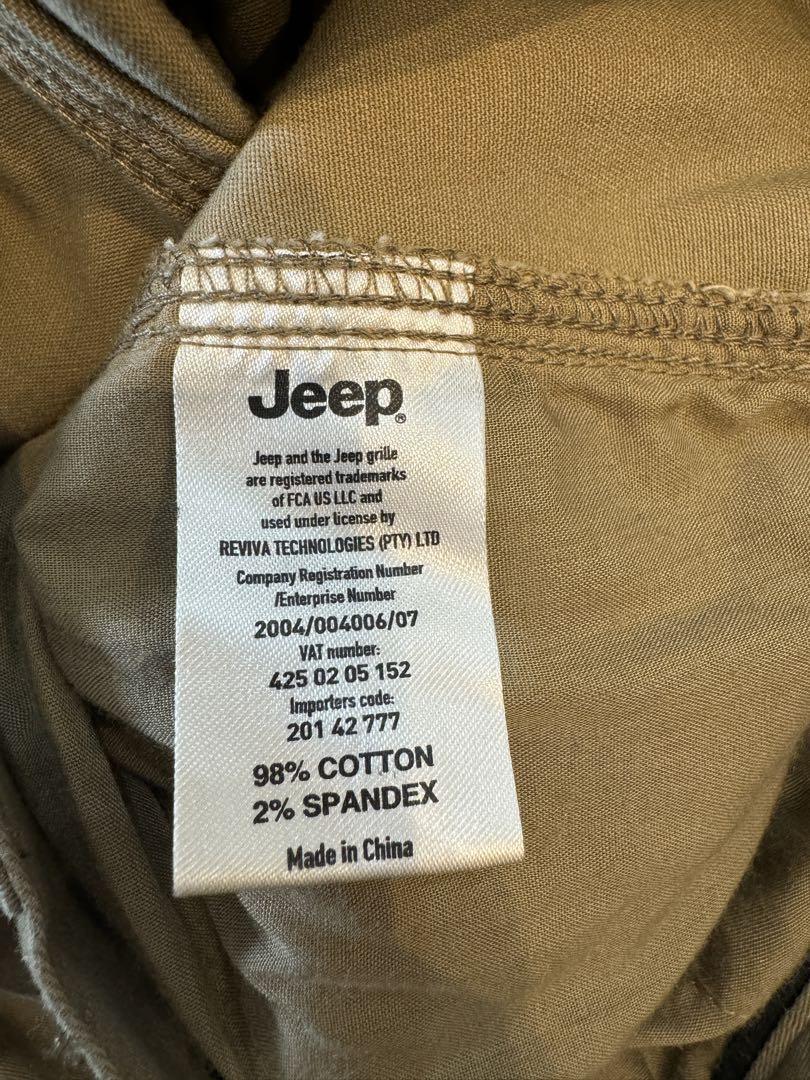 Jeep®
Jeep and the Jeep grille
are registered trademarks
of FCA US LLC and
used under license by
REVIVA TECHNOLOGIES (PTY) LTD
Company Registration Number
/Enterprise Number
2004/004006/07
VAT number:
425 02 05 152
Importers code:
201 42 777
98% COTTON
2% SPANDEX
Made in China